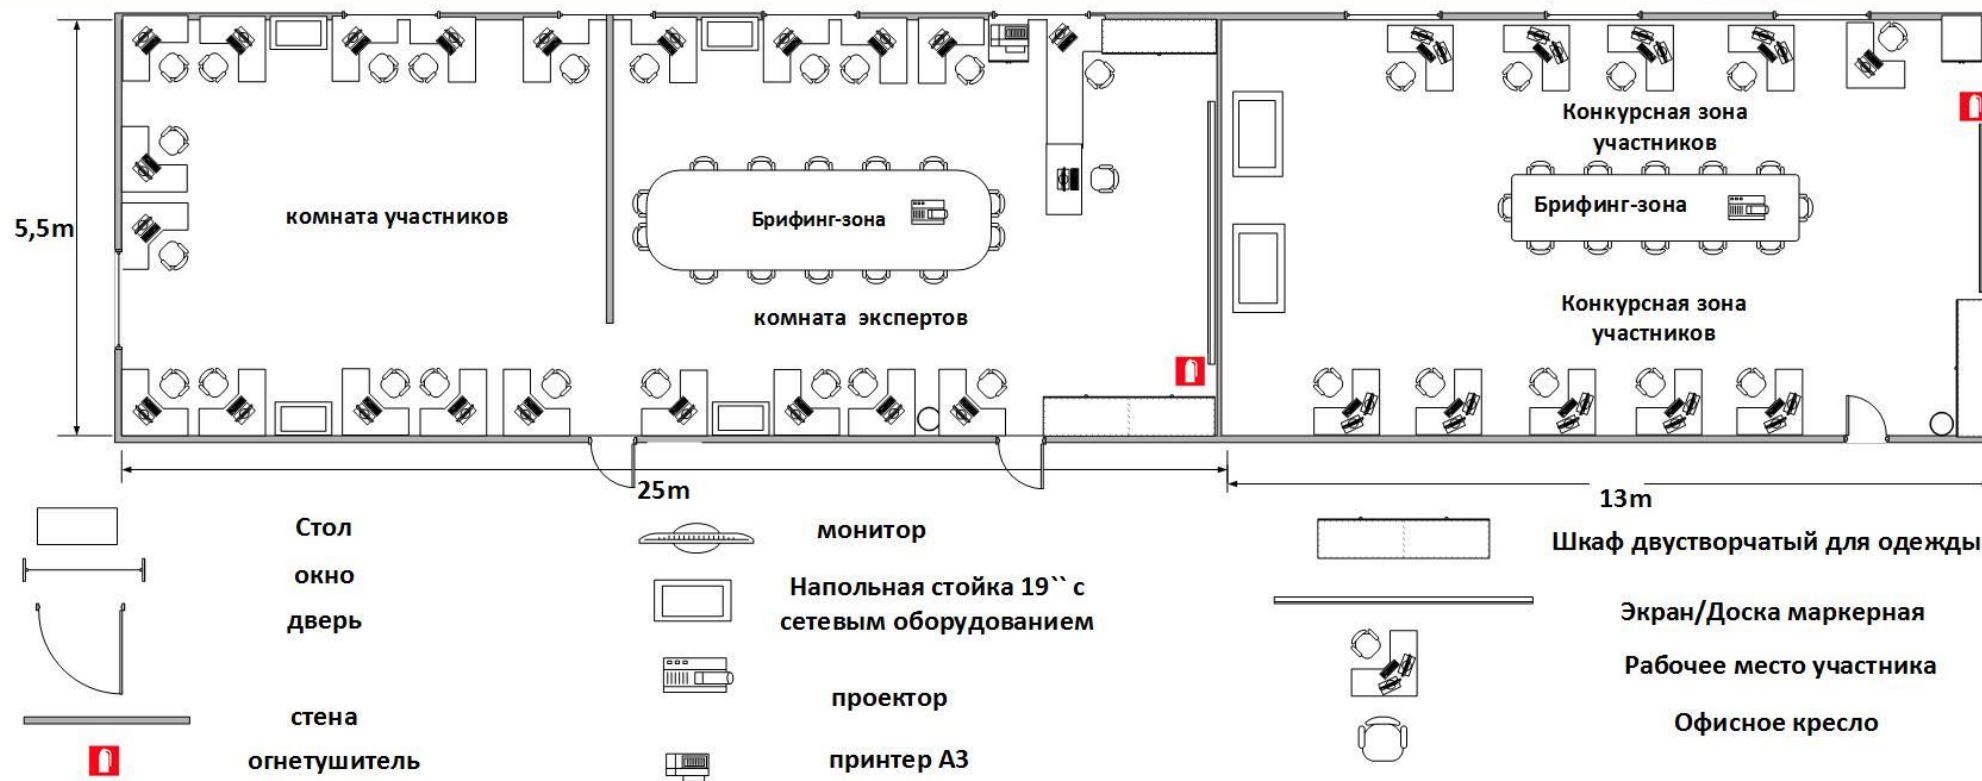 Конкурсная зона
участников
5,5m
комната участников
Брифинг-зона
Брифинг-зона
комната экспертов
Конкурсная зона
участников
25m
13m
Стол
окно
дверь
стена
огнетушитель
монитор
Напольная стойка 19`` с
сетевым оборудованием
проектор
принтер А3
Шкаф двустворчатый для одежды
Экран/Доска маркерная
Рабочее место участника
Офисное кресло